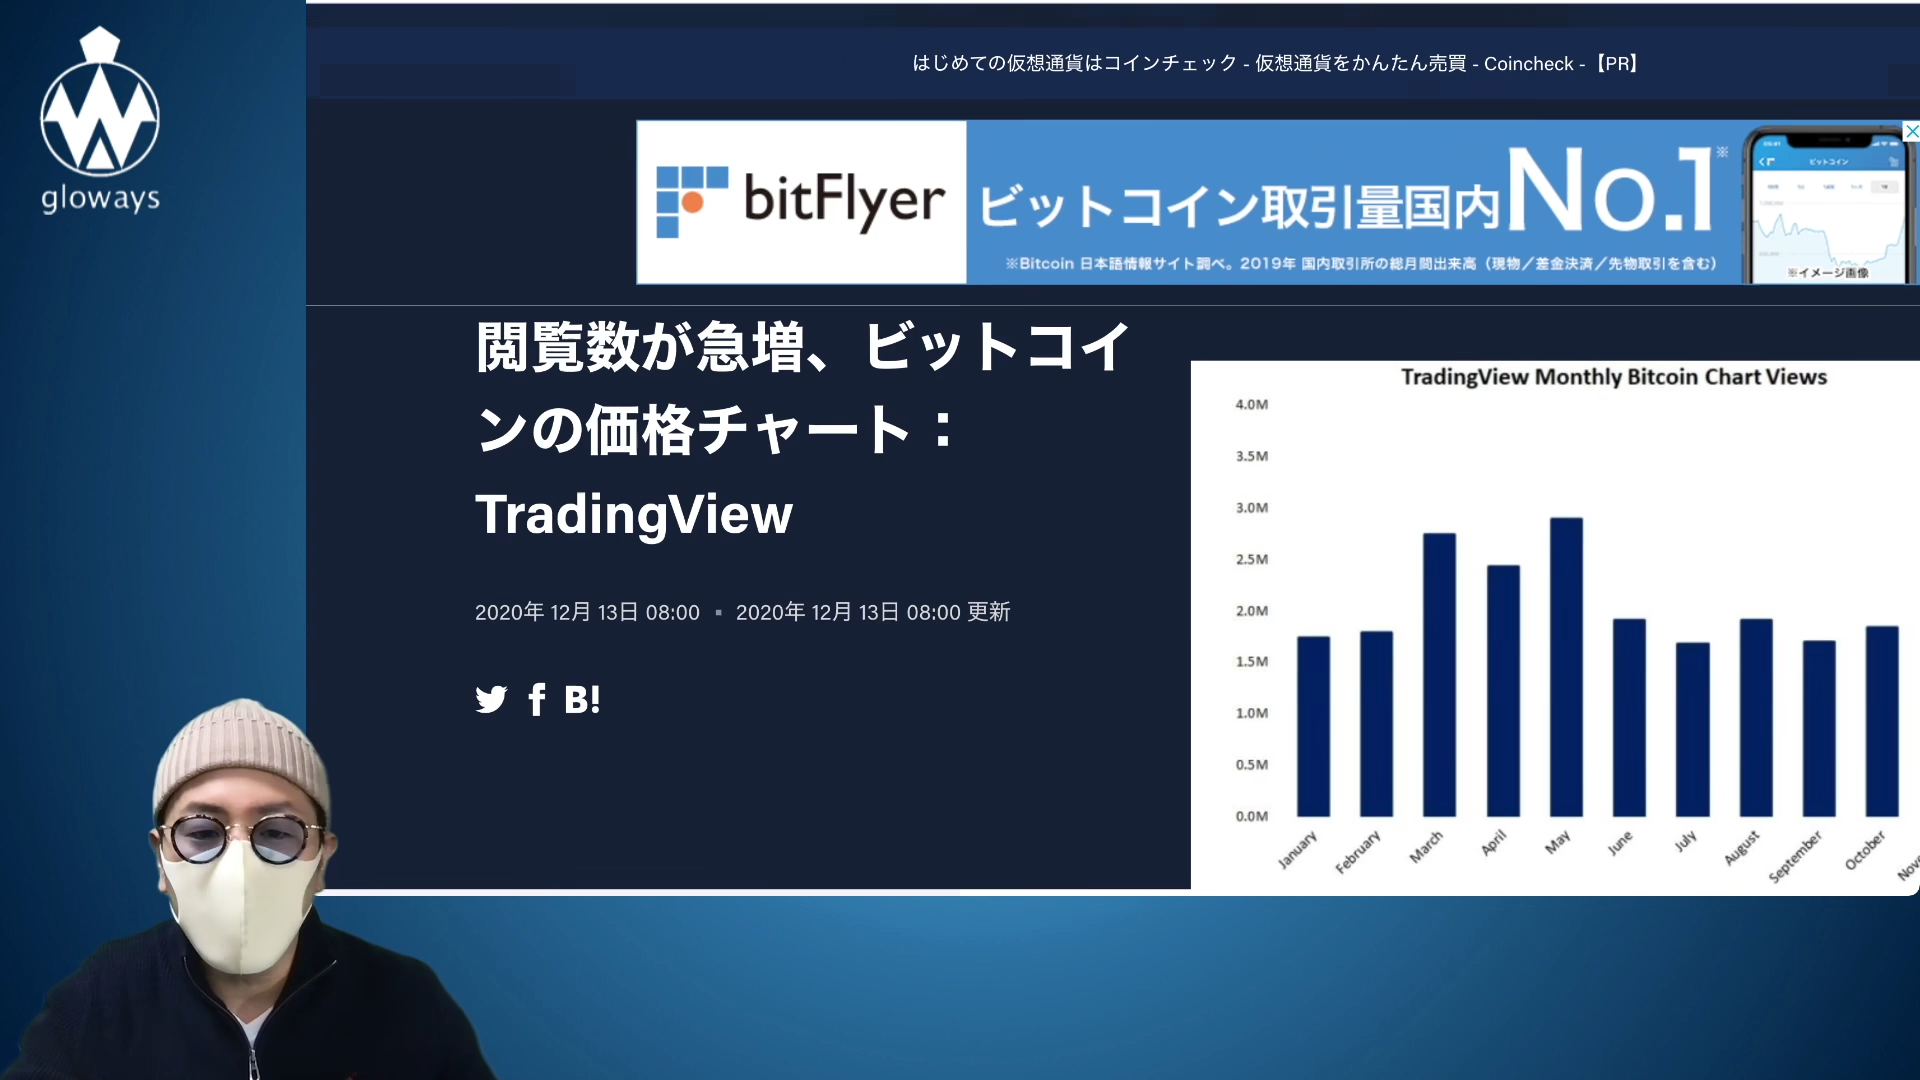 gloways
はじめての仮想通貨はコインチェック - 仮想通貨をかんたん売買 - Coincheck -【PR】
bitFlyer
ビットコイン取引量国内No.1※
※Bitcoin 日本語情報サイト調べ。2019年 国内取引所の総月間出来高（現物／差金決済／先物取引を含む）
ビットコイン
※イメージ画像
閲覧数が急増、ビットコイ
ンの価格チャート：
TradingView
2020年 12月 13日 08:00 ▪ 2020年 12月 13日 08:00 更新
B!
TradingView Monthly Bitcoin Chart Views
4.0M
3.5M
3.0M
2.5M
2.0M
1.5M
1.0M
0.5M
0.0M
January
February
March
April
May
June
July
August
September
October